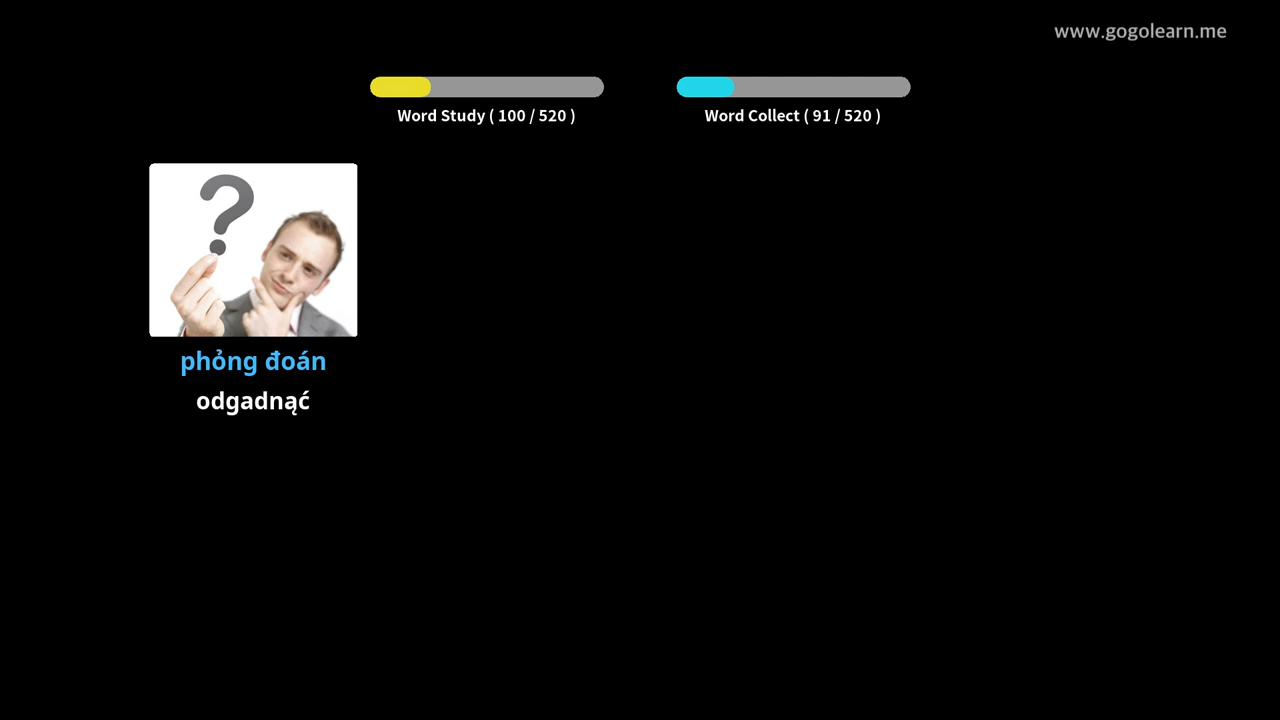 www.gogolearn.me
Word Study ( 100 / 520 )
Word Collect ( 91 / 520 )
?
phỏng đoán
odgadnąć